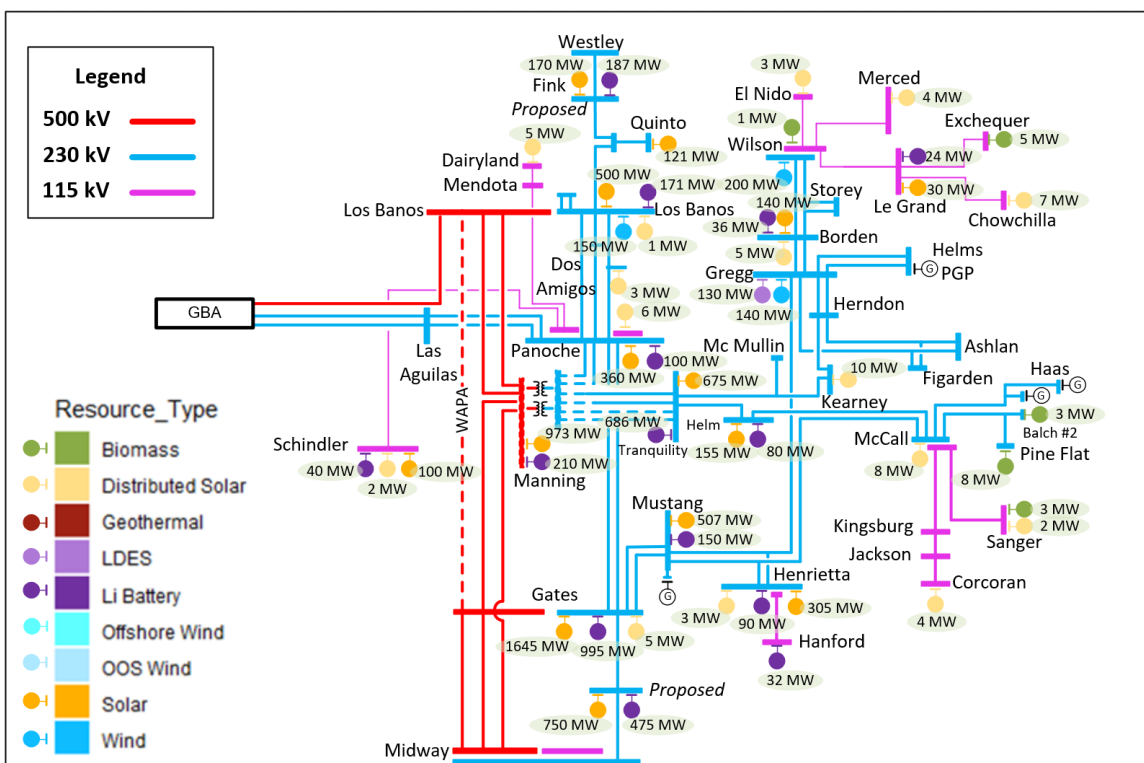 Legend
500 kV
230 kV
115 kV
Westley
170 MW
187 MW
Fink
Proposed
Quinto
121 MW
5 MW
Dairyland
Mendota
500 MW
171 MW
Los Banos
Los Banos
150 MW
1 MW
Dos
Amigos
3 MW
6 MW
GBA
Las
Aguilas
Panoche
360 MW
100 MW
3 MW
El Nido
1 MW
Wilson
200 MW
Merced
4 MW
Exchequer
5 MW
24 MW
30 MW
Le Grand
7 MW
Chowchilla
Storey
140 MW
36 MW
Borden
5 MW
Gregg
130 MW
140 MW
Helms
PGP
G
Herndon
Mc Mullin
Ashlan
Figarden
675 MW
10 MW
Kearney
Haas
G
G
3 MW
Balch #2
McCall
Pine Flat
8 MW
8 MW
WAPA
686 MW
Tranquility
Helm
155 MW
80 MW
973 MW
210 MW
Manning
Schindler
40 MW
2 MW
100 MW
Mustang
507 MW
150 MW
G
Kingsburg
Jackson
Corcoran
4 MW
3 MW
2 MW
Sanger
Henrietta
3 MW
90 MW
305 MW
Hanford
32 MW
Gates
1645 MW
995 MW
5 MW
Proposed
750 MW
475 MW
Midway
Resource_Type
Biomass
Distributed Solar
Geothermal
LDES
Li Battery
Offshore Wind
OOS Wind
Solar
Wind